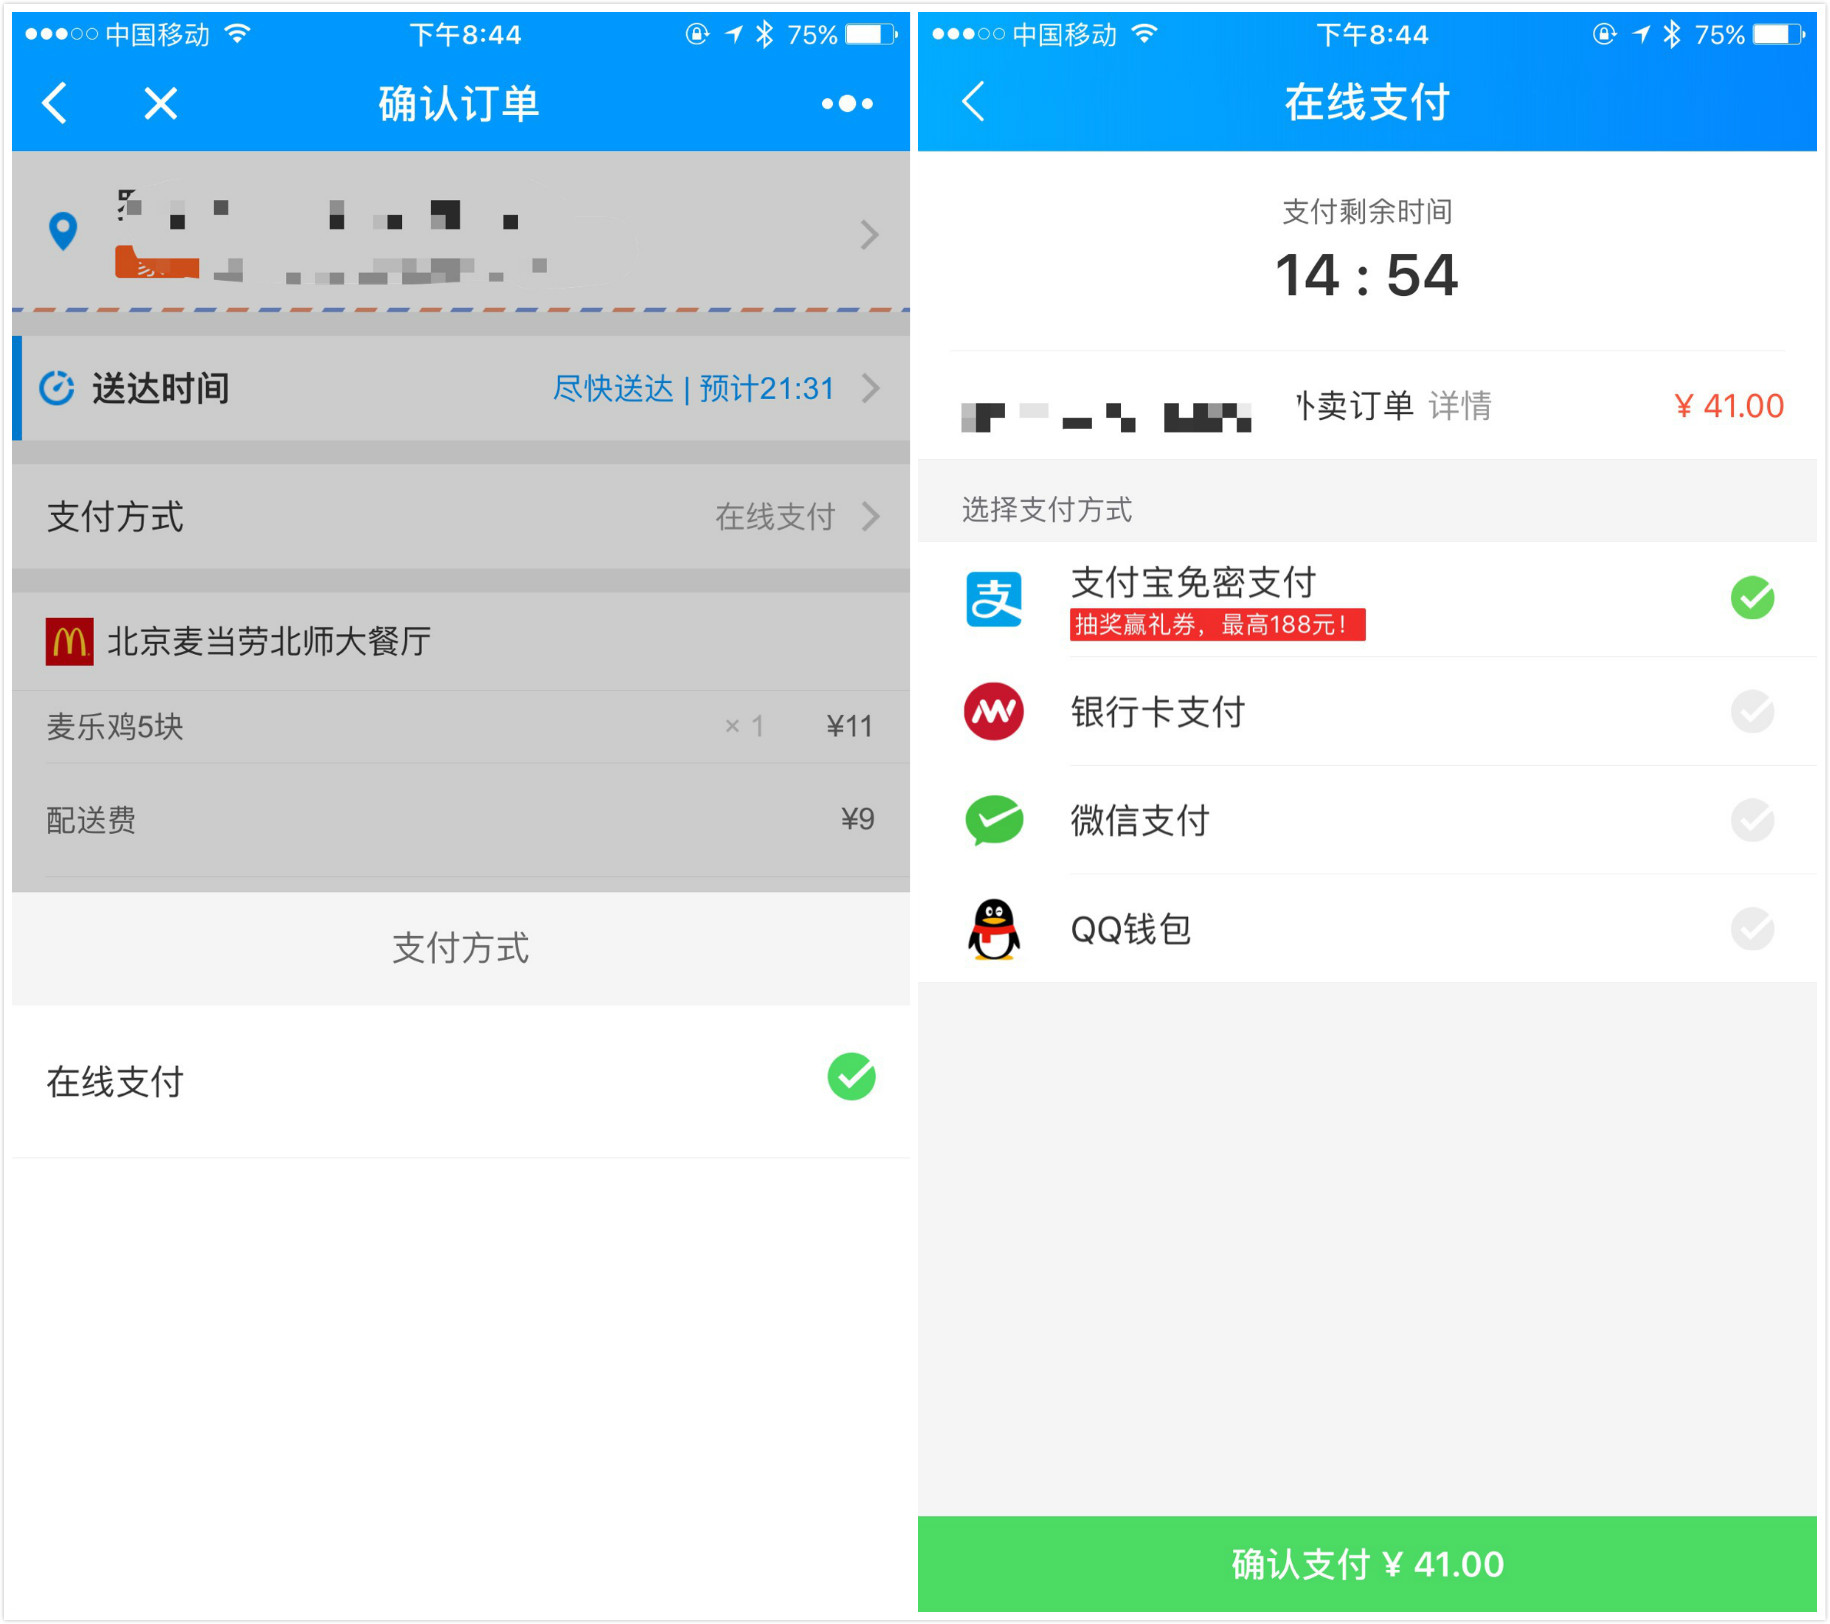 中国移动 下午8:44 75%
确认订单
送达时间 尽快送达 | 预计21:31
支付方式 在线支付
北京麦当劳北师大餐厅
麦乐鸡5块 × 1 ¥11
配送费 ¥9
支付方式
在线支付
中国移动 下午8:44 75%
在线支付
支付剩余时间
14 : 54
外卖订单 详情 ¥ 41.00
选择支付方式
支付宝免密支付
抽奖赢礼券，最高188元！
银行卡支付
微信支付
QQ钱包
确认支付 ¥ 41.00